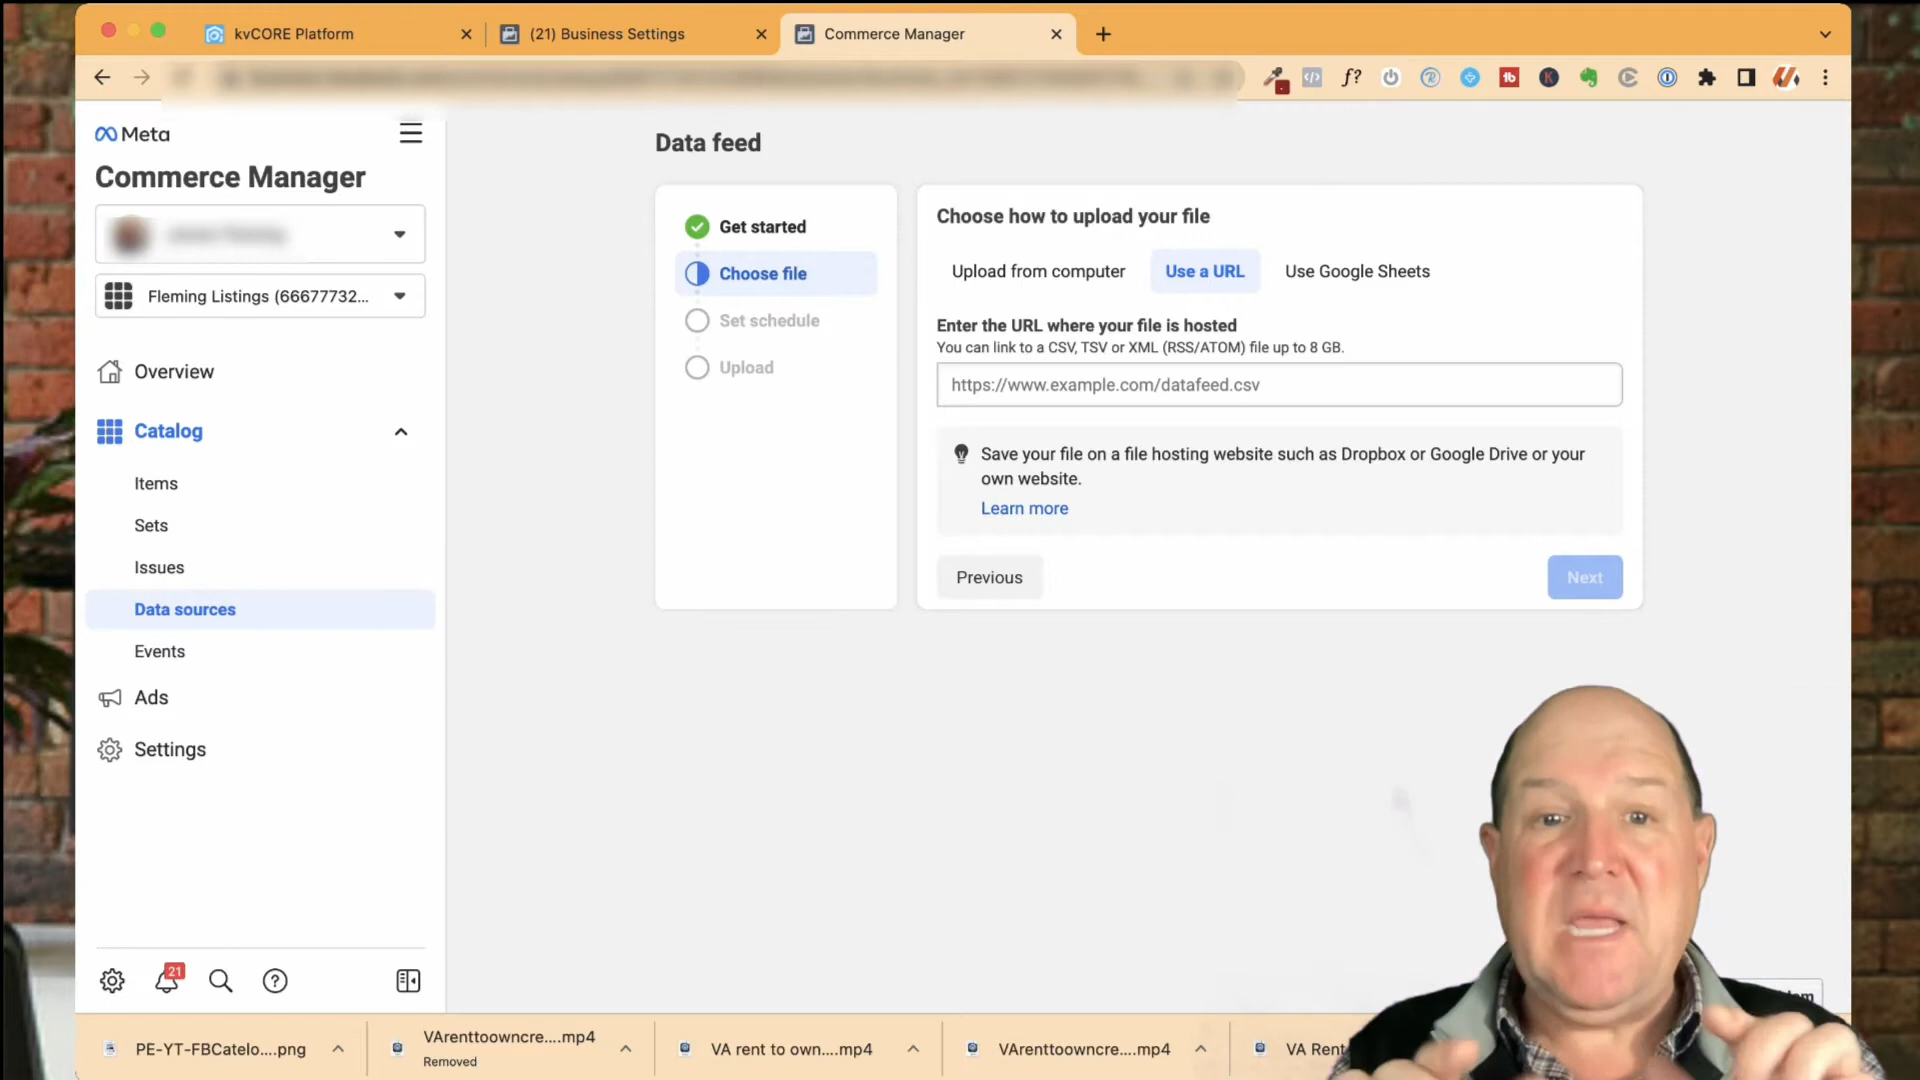 kvCORE Platform
(21) Business Settings
Commerce Manager
Meta
Commerce Manager
Fleming Listings (66677732...
Overview
Catalog
Items
Sets
Issues
Data sources
Events
Ads
Settings
21
Data feed
Get started
Choose file
Set schedule
Upload
Choose how to upload your file
Upload from computer
Use a URL
Use Google Sheets
Enter the URL where your file is hosted
You can link to a CSV, TSV or XML (RSS/ATOM) file up to 8 GB.
https://www.example.com/datafeed.csv
Save your file on a file hosting website such as Dropbox or Google Drive or your
own website.
Learn more
Previous
Next
PE-YT-FBCatelo....png
VArenttoowncre....mp4
Removed
VA rent to own....mp4
VArenttoowncre....mp4
VA Rent